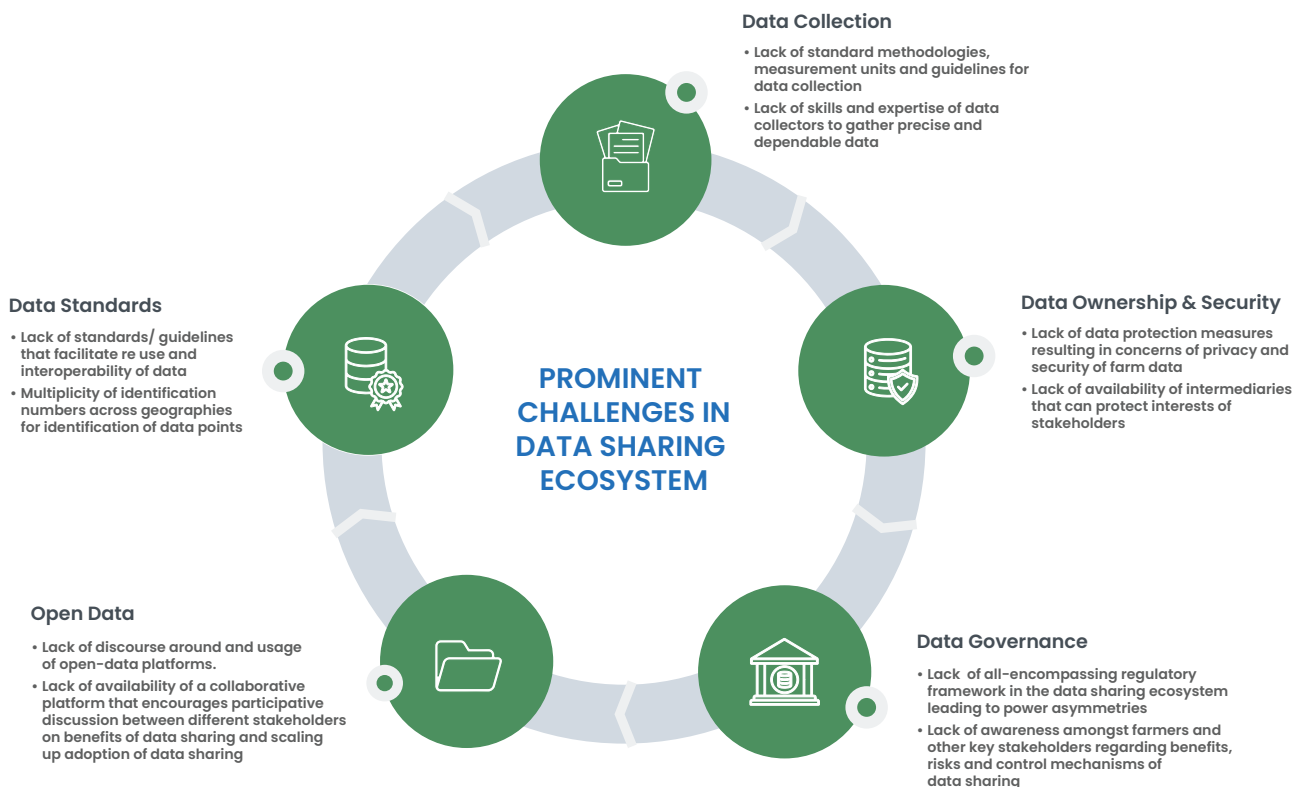 Data Collection
• Lack of standard methodologies,
measurement units and guidelines for
data collection
• Lack of skills and expertise of data
collectors to gather precise and
dependable data
Data Ownership & Security
• Lack of data protection measures
resulting in concerns of privacy and
security of farm data
• Lack of availability of intermediaries
that can protect interests of
stakeholders
Data Governance
• Lack of all-encompassing regulatory
framework in the data sharing ecosystem
leading to power asymmetries
• Lack of awareness amongst farmers and
other key stakeholders regarding benefits,
risks and control mechanisms of
data sharing
Open Data
• Lack of discourse around and usage
of open-data platforms.
• Lack of availability of a collaborative
platform that encourages participative
discussion between different stakeholders
on benefits of data sharing and scaling
up adoption of data sharing
Data Standards
• Lack of standards/ guidelines
that facilitate re use and
interoperability of data
• Multiplicity of identification
numbers across geographies
for identification of data points
PROMINENT
CHALLENGES IN
DATA SHARING
ECOSYSTEM